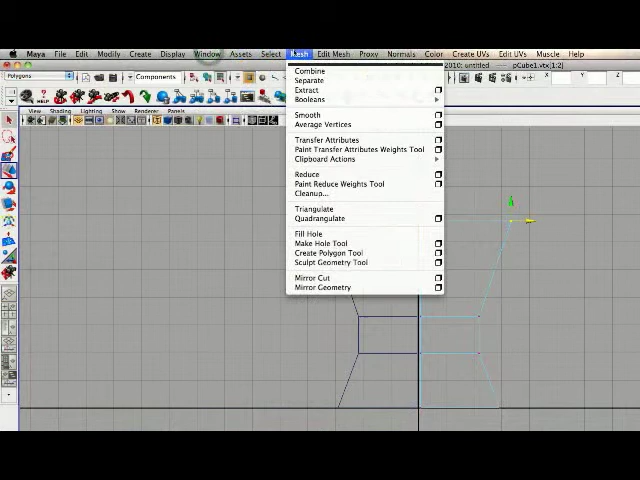 Maya File Edit Modify Create Display Window Assets Select Mesh Edit Mesh Proxy Normals Color Create UVs Edit UVs Muscle Help
2010: untitled pCube1.vtx[1:2]
Polygons Components X: Y: Z:
HELP
View Shading Lighting Show Renderer Panels
Combine
Separate
Extract
Booleans
Smooth
Average Vertices
Transfer Attributes
Paint Transfer Attributes Weights Tool
Clipboard Actions
Reduce
Paint Reduce Weights Tool
Cleanup...
Triangulate
Quadrangulate
Fill Hole
Make Hole Tool
Create Polygon Tool
Sculpt Geometry Tool
Mirror Cut
Mirror Geometry